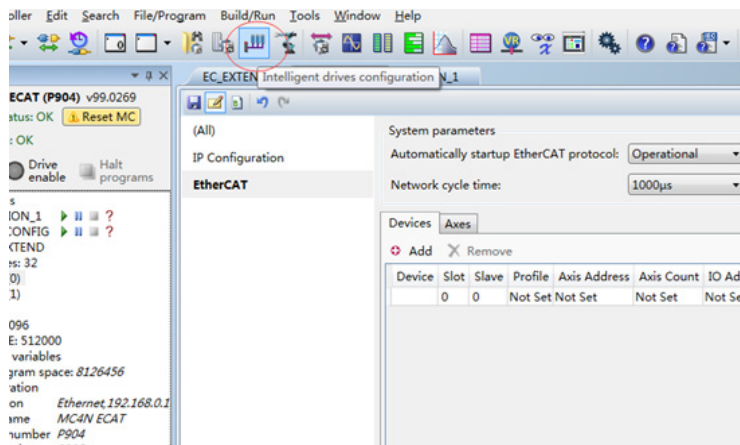 oller Edit Search File/Program Build/Run Tools Window Help
EC_EXTEN Intelligent drives configuration N_1
ECAT (P904) v99.0269
atus: OK Reset MC
: OK
Drive enable Halt programs
s
ION_1 ?
CONFIG ?
XTEND
es: 32
(0)
(1)
096
E: 512000
variables
gram space: 8126456
ration
on Ethernet,192.168.0.1
ame MC4N ECAT
number P904
(All)
IP Configuration
EtherCAT
System parameters
Automatically startup EtherCAT protocol: Operational
Network cycle time: 1000µs
Devices Axes
Add Remove
Device Slot Slave Profile Axis Address Axis Count IO Ad
0 0 Not Set Not Set Not Set Not Se